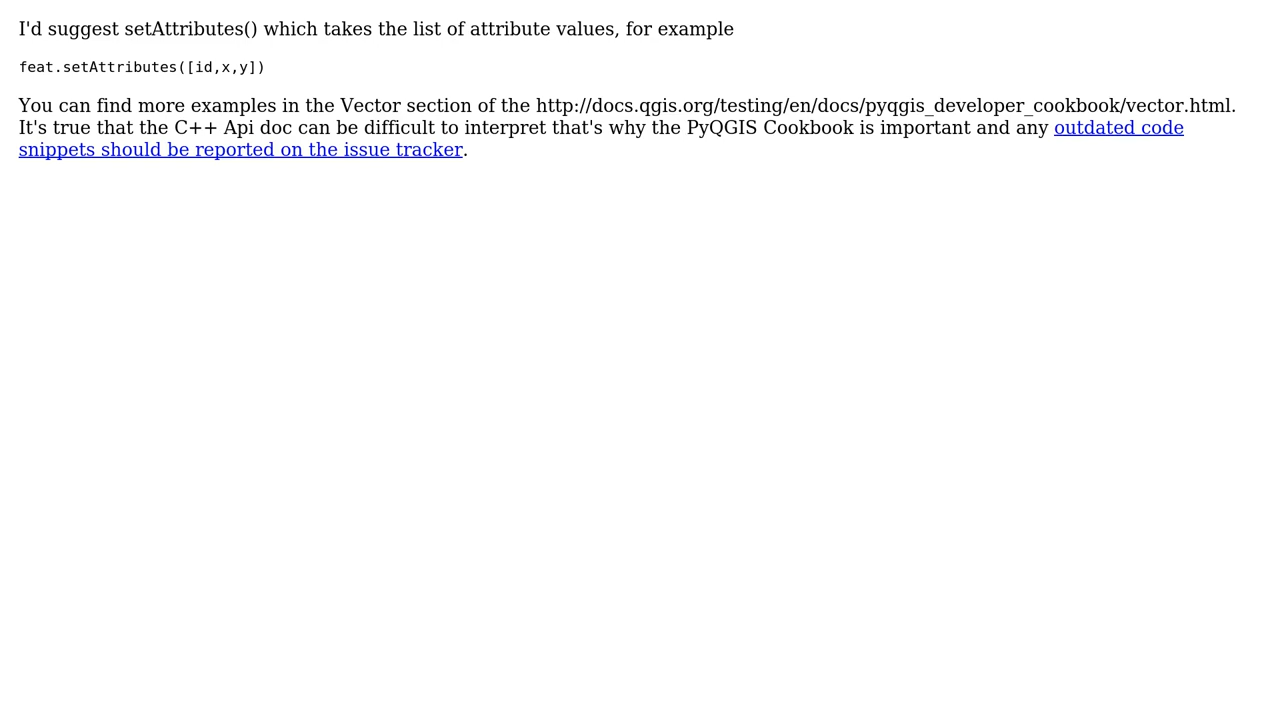 I'd suggest setAttributes() which takes the list of attribute values, for example
feat.setAttributes([id,x,y])
You can find more examples in the Vector section of the http://docs.qgis.org/testing/en/docs/pyqgis_developer_cookbook/vector.html.
It's true that the C++ Api doc can be difficult to interpret that's why the PyQGIS Cookbook is important and any outdated code
snippets should be reported on the issue tracker.